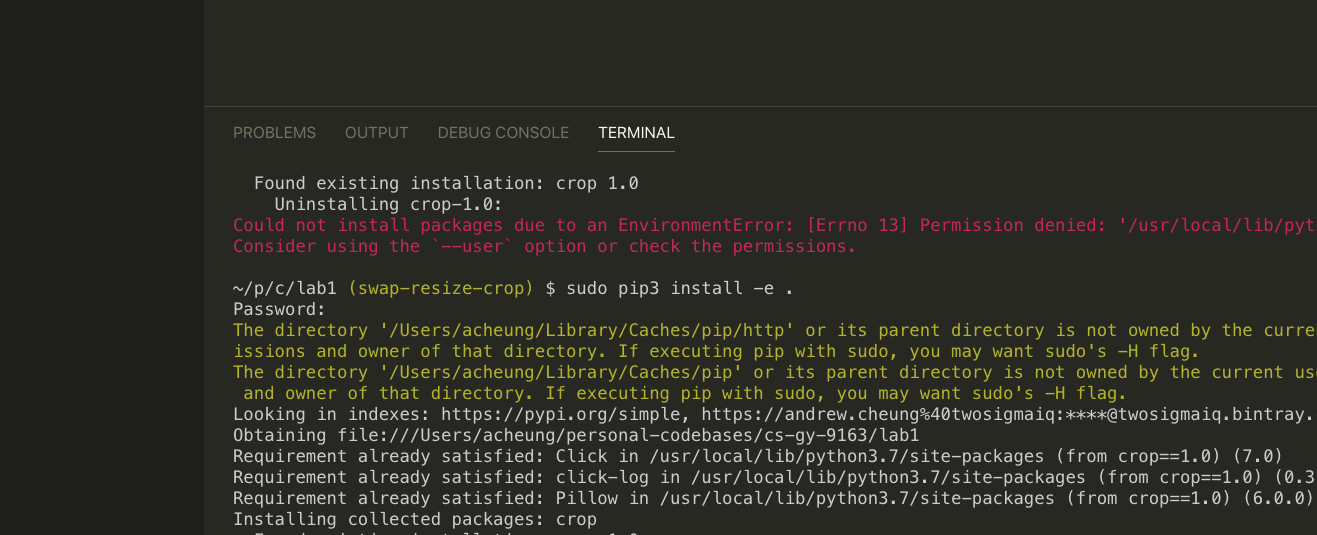 PROBLEMS OUTPUT DEBUG CONSOLE TERMINAL
Found existing installation: crop 1.0
Uninstalling crop-1.0:
Could not install packages due to an EnvironmentError: [Errno 13] Permission denied: '/usr/local/lib/pyt
Consider using the `--user` option or check the permissions.
~/p/c/lab1 (swap-resize-crop) $ sudo pip3 install -e .
Password:
The directory '/Users/acheung/Library/Caches/pip/http' or its parent directory is not owned by the curre
issions and owner of that directory. If executing pip with sudo, you may want sudo's -H flag.
The directory '/Users/acheung/Library/Caches/pip' or its parent directory is not owned by the current us
and owner of that directory. If executing pip with sudo, you may want sudo's -H flag.
Looking in indexes: https://pypi.org/simple, https://andrew.cheung%40twosigmaiq:****@twosigmaiq.bintray.
Obtaining file:///Users/acheung/personal-codebases/cs-gy-9163/lab1
Requirement already satisfied: Click in /usr/local/lib/python3.7/site-packages (from crop==1.0) (7.0)
Requirement already satisfied: click-log in /usr/local/lib/python3.7/site-packages (from crop==1.0) (0.3
Requirement already satisfied: Pillow in /usr/local/lib/python3.7/site-packages (from crop==1.0) (6.0.0)
Installing collected packages: crop